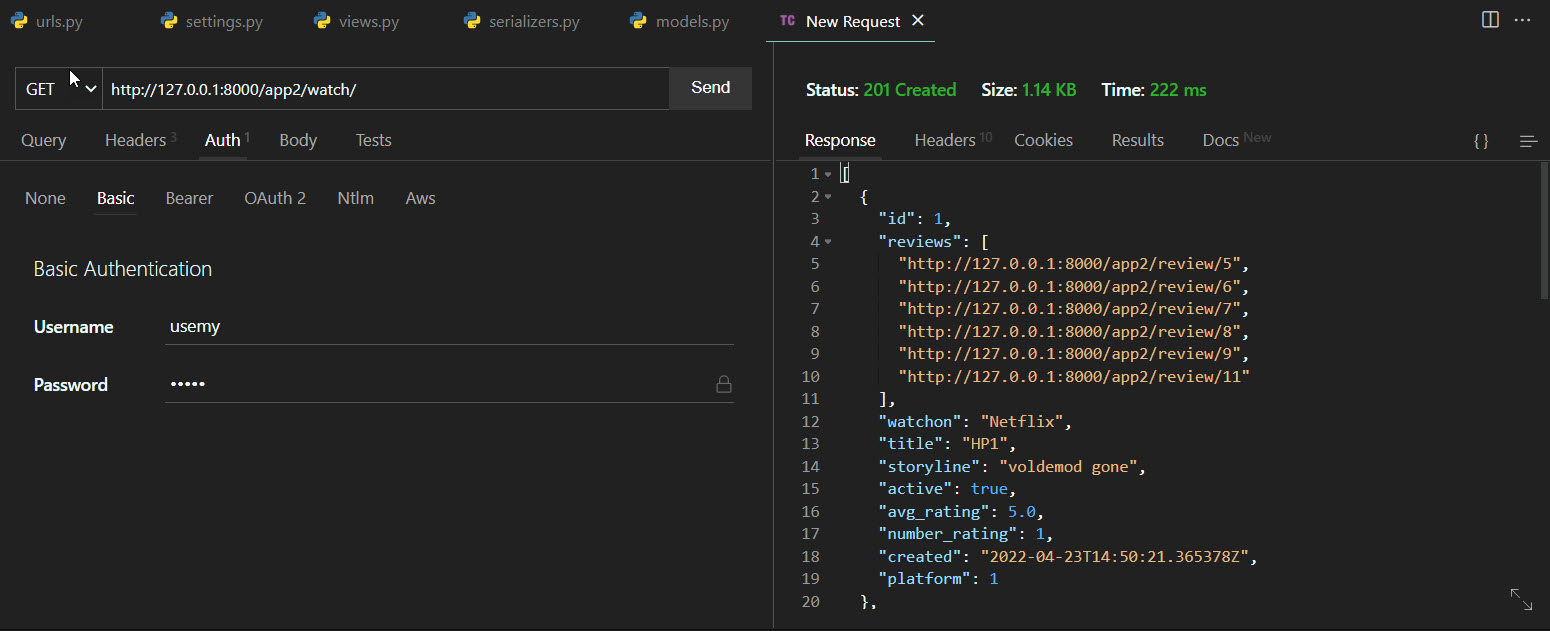 urls.py settings.py views.py serializers.py models.py TC New Request
GET http://127.0.0.1:8000/app2/watch/ Send
Query Headers 3 Auth 1 Body Tests
None Basic Bearer OAuth 2 Ntlm Aws
Basic Authentication
Username usemy
Password •••••
Status: 201 Created Size: 1.14 KB Time: 222 ms
Response Headers 10 Cookies Results Docs New {}
1 [
2 {
3 "id": 1,
4 "reviews": [
5 "http://127.0.0.1:8000/app2/review/5",
6 "http://127.0.0.1:8000/app2/review/6",
7 "http://127.0.0.1:8000/app2/review/7",
8 "http://127.0.0.1:8000/app2/review/8",
9 "http://127.0.0.1:8000/app2/review/9",
10 "http://127.0.0.1:8000/app2/review/11"
11 ],
12 "watchon": "Netflix",
13 "title": "HP1",
14 "storyline": "voldemod gone",
15 "active": true,
16 "avg_rating": 5.0,
17 "number_rating": 1,
18 "created": "2022-04-23T14:50:21.365378Z",
19 "platform": 1
20 },